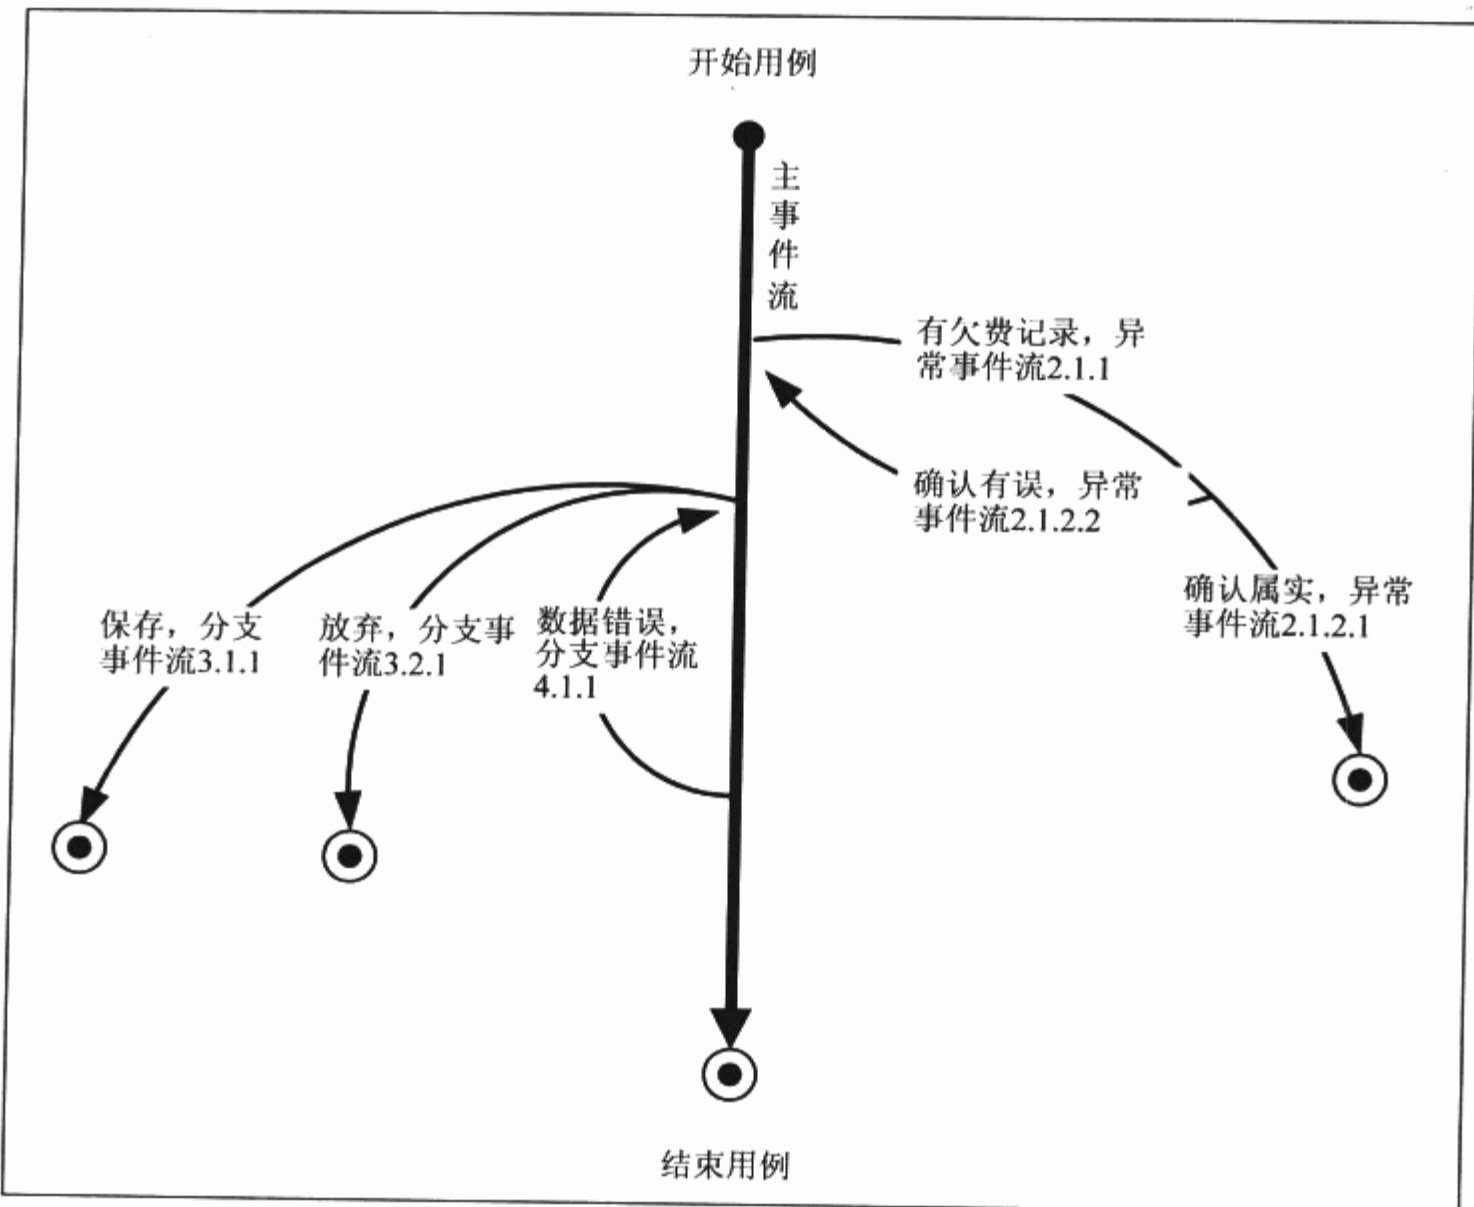 开始用例
主
事
件
流
有欠费记录，异
常事件流2.1.1
确认有误，异常
事件流2.1.2.2
确认属实，异常
事件流2.1.2.1
保存，分支
事件流3.1.1
放弃，分支事
件流3.2.1
数据错误，
分支事件流
4.1.1
结束用例